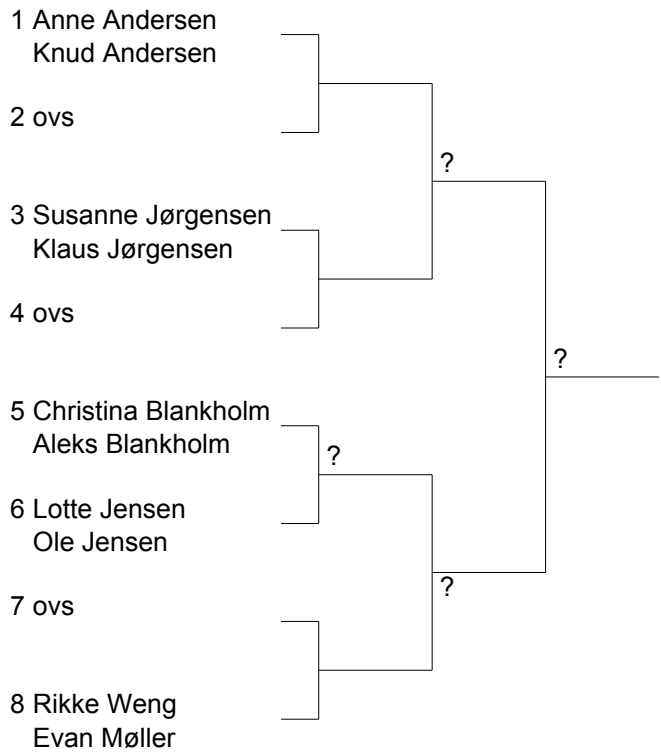 1 Anne Andersen
Knud Andersen
2 ovs
?
3 Susanne Jørgensen
Klaus Jørgensen
4 ovs
?
5 Christina Blankholm
Aleks Blankholm
?
6 Lotte Jensen
Ole Jensen
?
7 ovs
8 Rikke Weng
Evan Møller